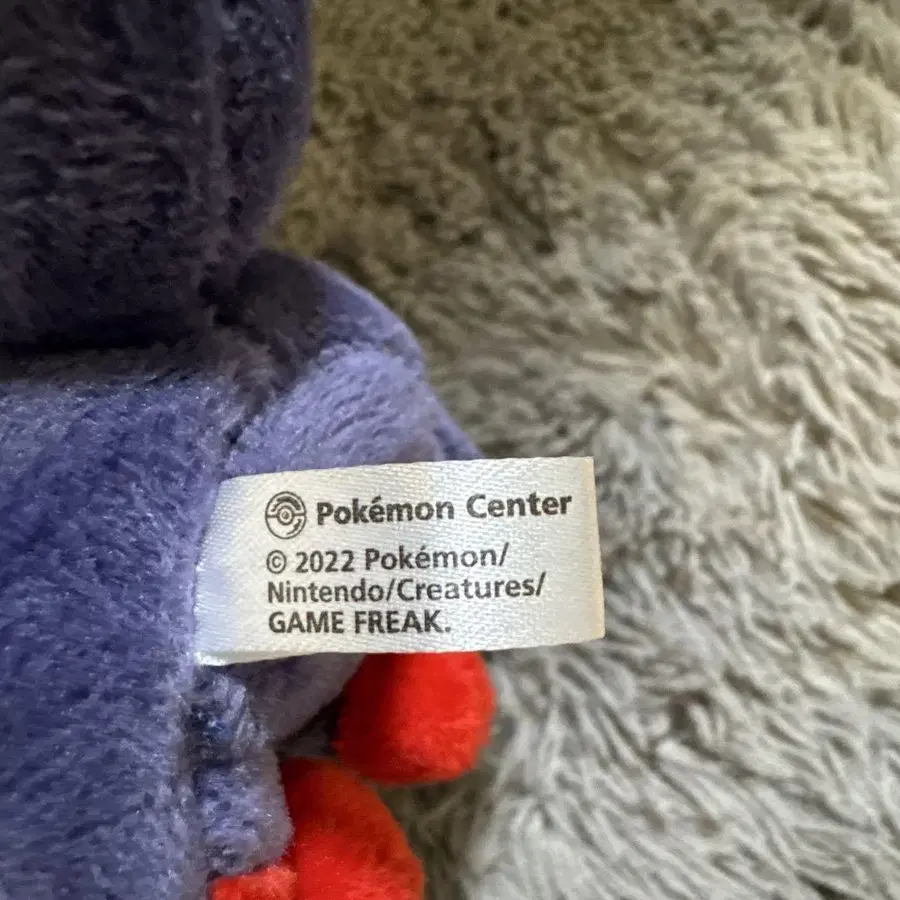 Pokémon Center
© 2022 Pokémon/
Nintendo/Creatures/
GAME FREAK.